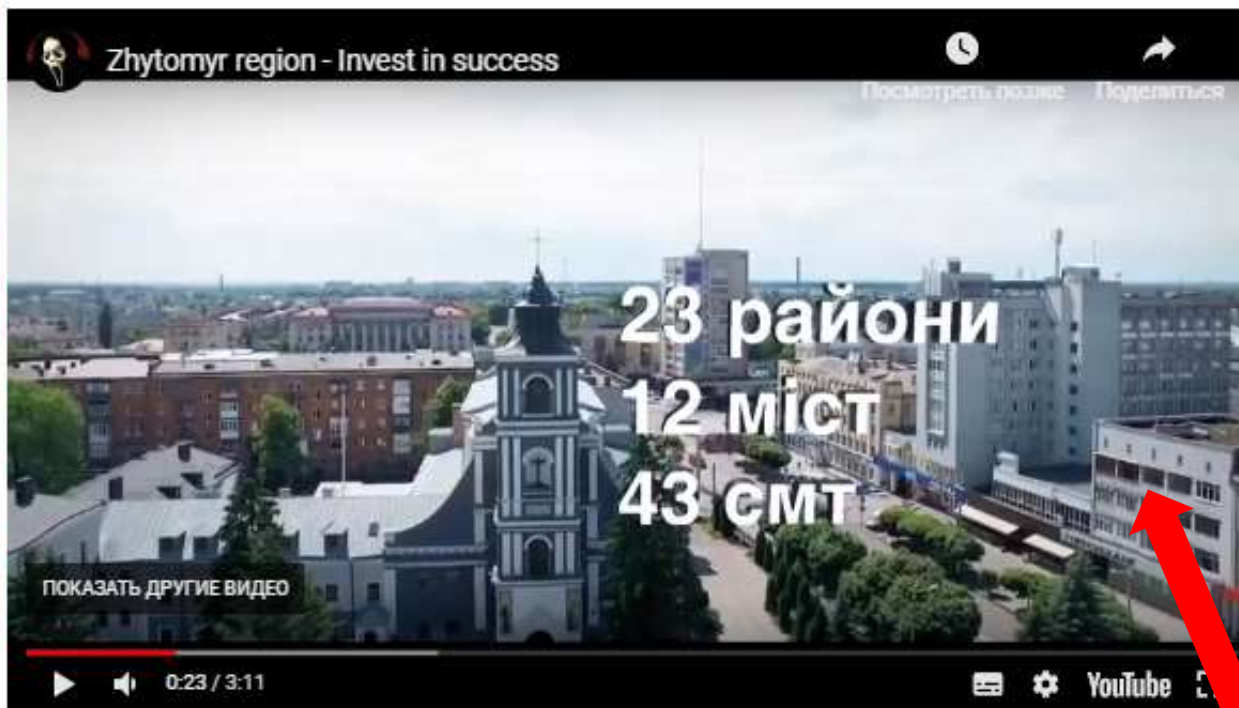 Zhytomyr region - Invest in success
Посмотреть позже
Поделиться
23 райони
12 міст
43 смт
ПОКАЗАТЬ ДРУГИЕ ВИДЕО
0:23 / 3:11
YouTube